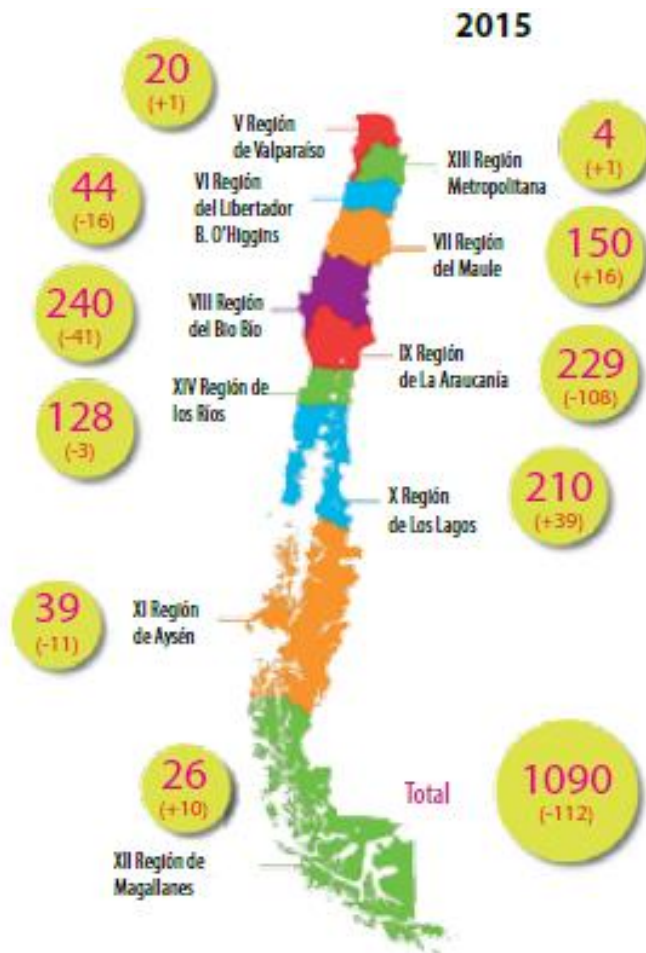 2015
20
(+1)
V Región
de Valparaíso
4
(+1)
XIII Región
Metropolitana
44
(-16)
VI Región
del Libertador
B. O'Higgins
150
(+16)
VII Región
del Maule
240
(-41)
VIII Región
del Bio Bío
229
(-108)
IX Región
de La Araucanía
128
(-3)
XIV Región de
los Ríos
210
(+39)
X Región
de Los Lagos
39
(-11)
XI Región
de Aysén
26
(+10)
XII Región de
Magallanes
Total
1090
(-112)